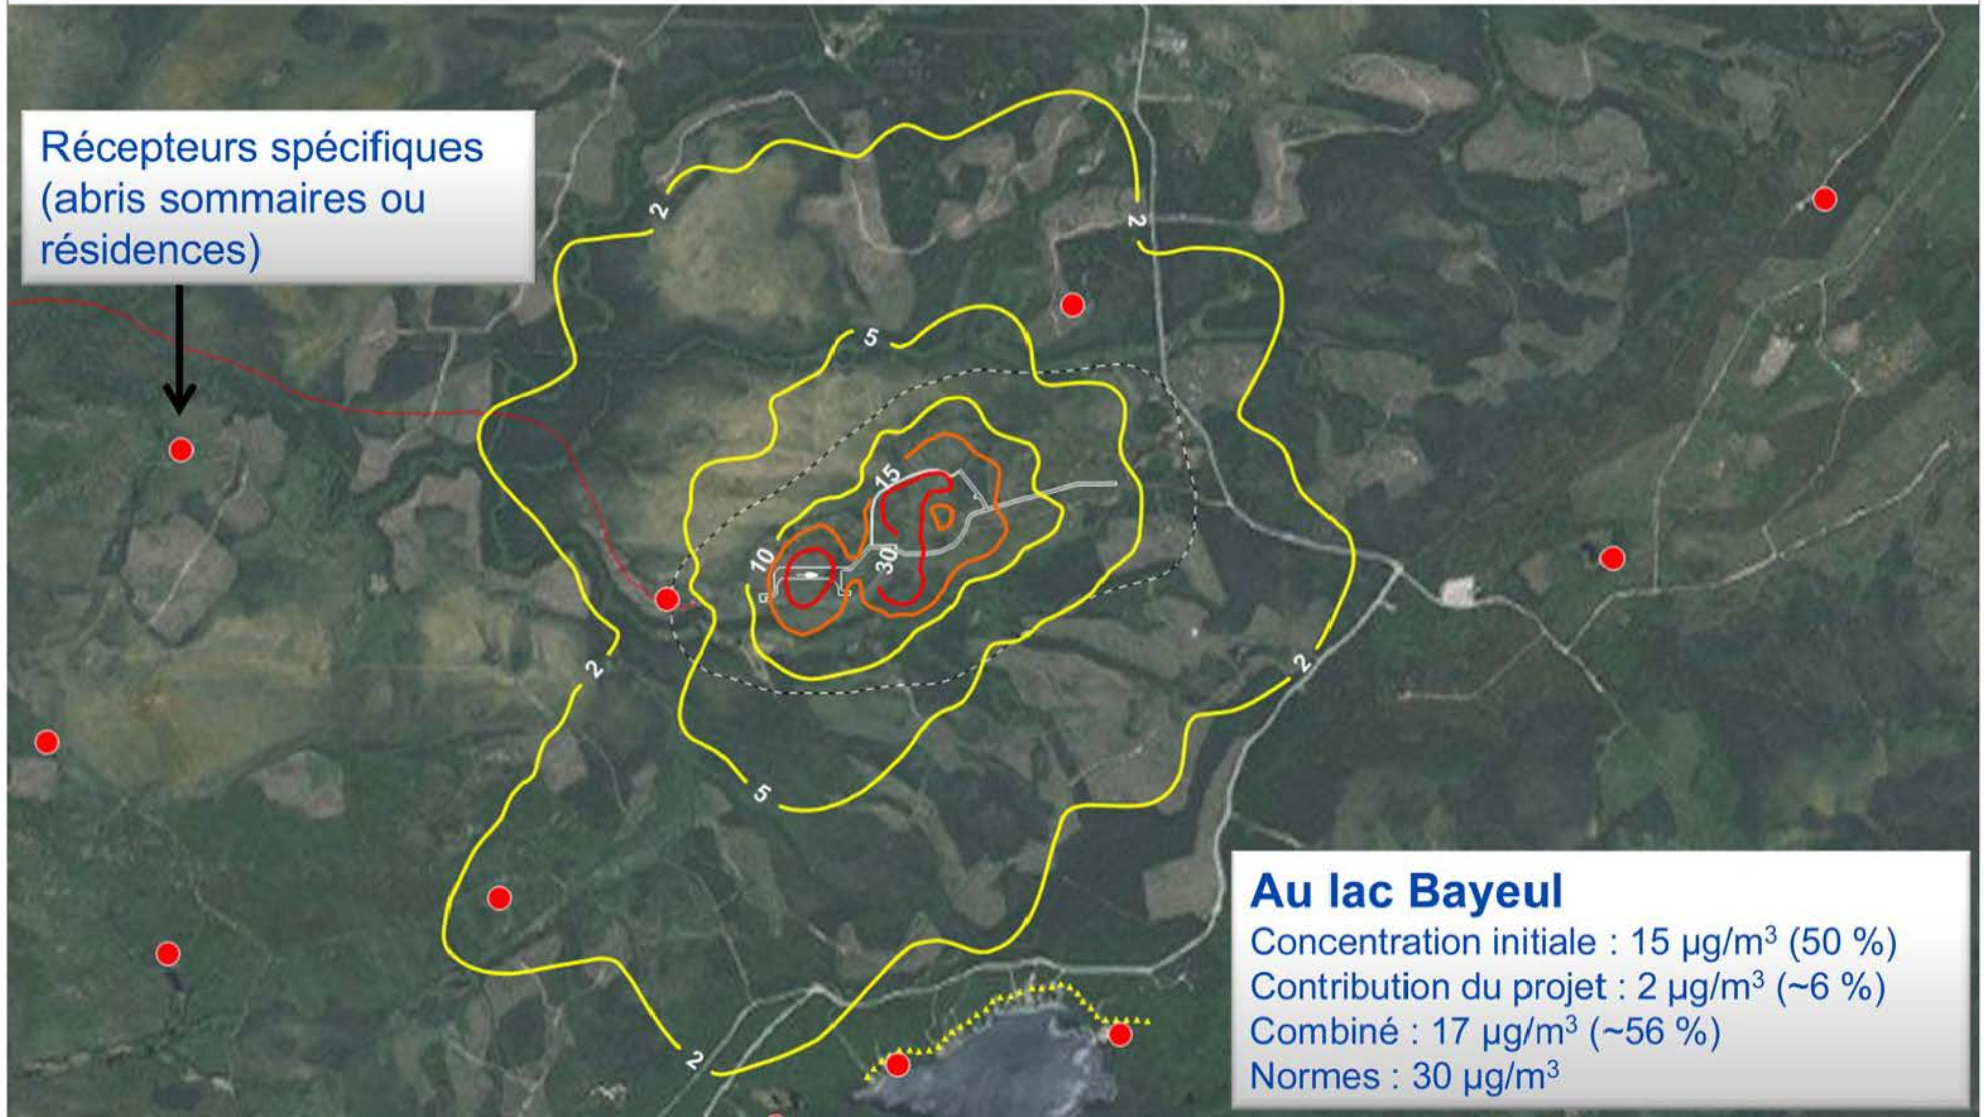 Récepteurs spécifiques
(abris sommaires ou
résidences)
2
2
5
15
10
30
2
2
5
2
Au lac Bayeul
Concentration initiale : 15 µg/m³ (50 %)
Contribution du projet : 2 µg/m³ (~6 %)
Combiné : 17 µg/m³ (~56 %)
Normes : 30 µg/m³